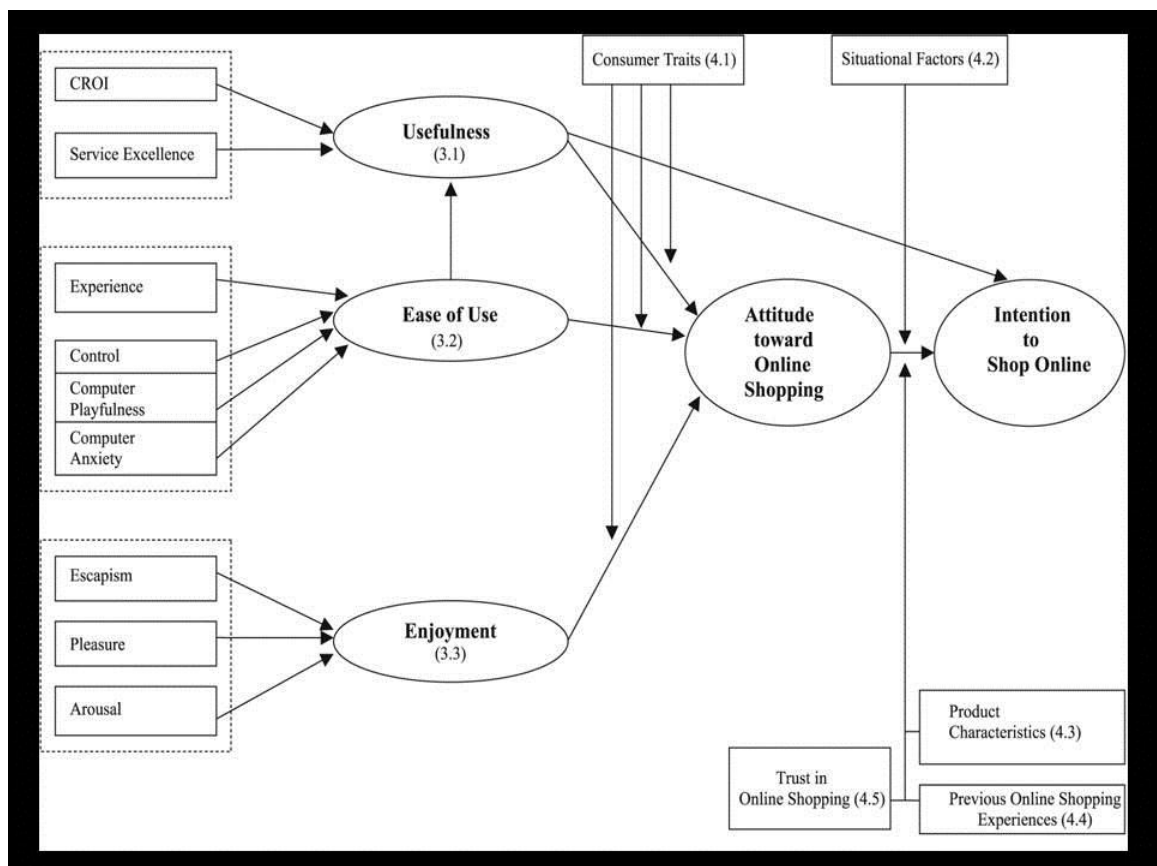 Consumer Traits (4.1)
Situational Factors (4.2)
CROI
Service Excellence
Usefulness
(3.1)
Experience
Control
Computer
Playfulness
Computer
Anxiety
Ease of Use
(3.2)
Attitude
toward
Online
Shopping
Intention
to
Shop Online
Escapism
Pleasure
Arousal
Enjoyment
(3.3)
Product
Characteristics (4.3)
Trust in
Online Shopping (4.5)
Previous Online Shopping
Experiences (4.4)